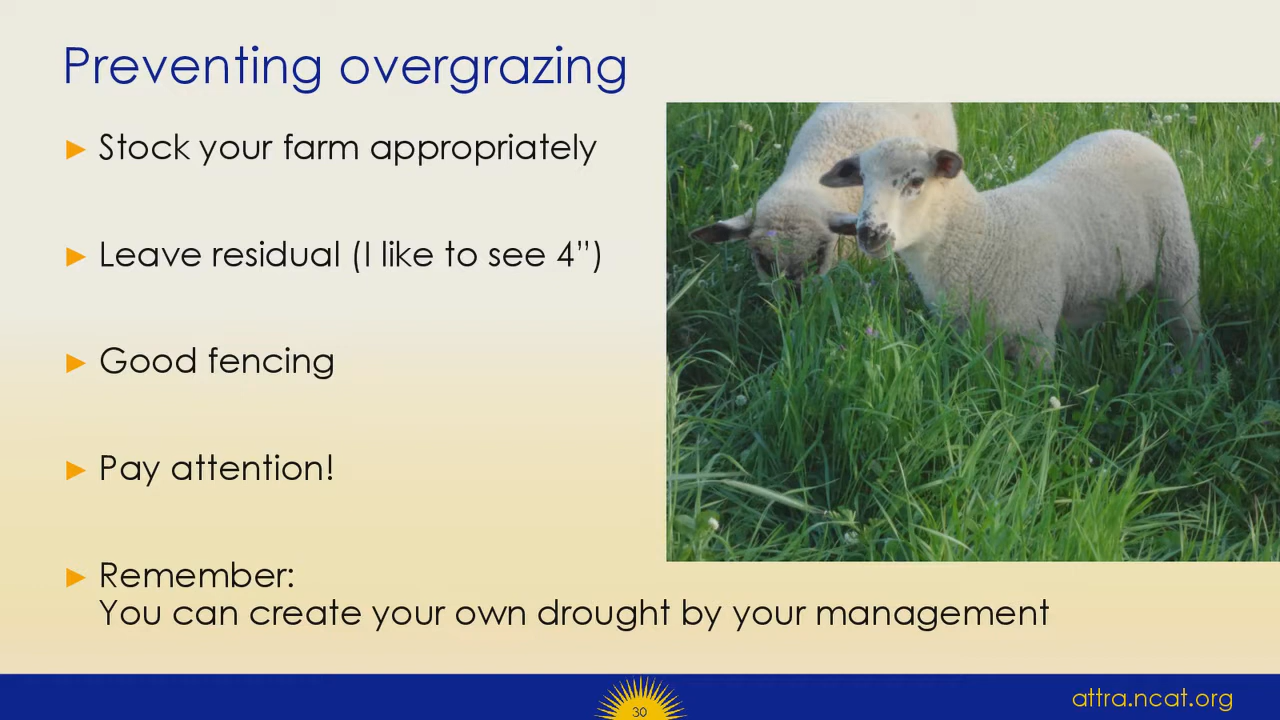 Preventing overgrazing
► Stock your farm appropriately
► Leave residual (I like to see 4”)
► Good fencing
► Pay attention!
► Remember:
You can create your own drought by your management
30
attra.ncat.org